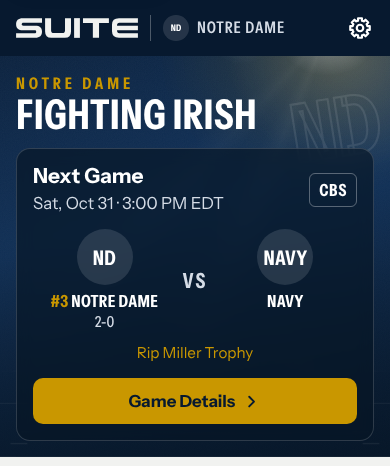 SUITE
ND NOTRE DAME
NOTRE DAME
FIGHTING IRISH
ND
Next Game
Sat, Oct 31 · 3:00 PM EDT
CBS
ND
VS
NAVY
#3 NOTRE DAME
NAVY
2-0
Rip Miller Trophy
Game Details